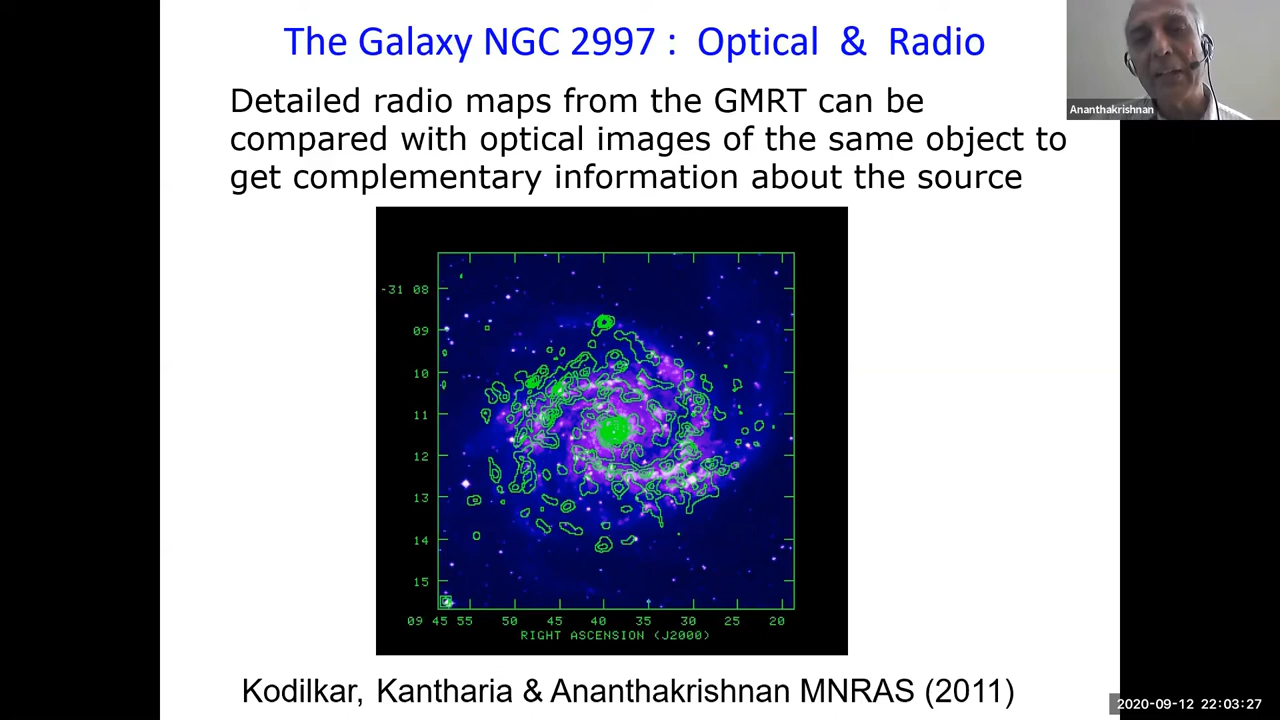 The Galaxy NGC 2997 : Optical & Radio
Ananthakrishnan
Detailed radio maps from the GMRT can be
compared with optical images of the same object to
get complementary information about the source
-31 08
09
10
11
12
13
14
15
09 45 55 50 45 40 35 30 25 20
RIGHT ASCENSION (J2000)
Kodilkar, Kantharia & Ananthakrishnan MNRAS (2011)
2020-09-12 22:03:27